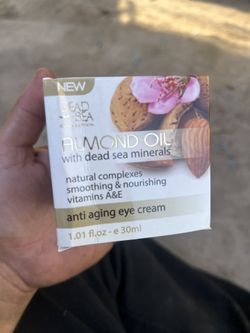 NEW
DEAD
SEA
ALMOND OIL
with dead sea minerals
natural complexes
smoothing & nourishing
vitamins A&E
anti aging eye cream
1.01 fl.oz - e 30ml